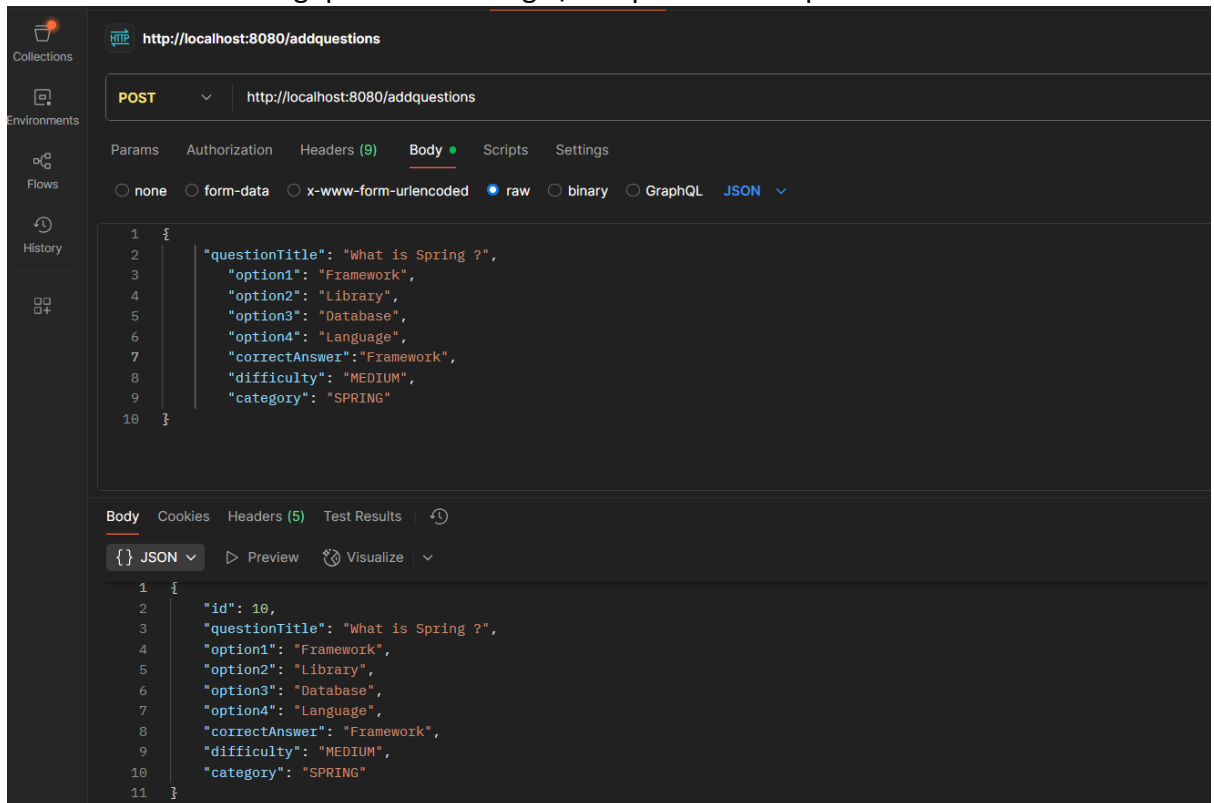 Collections
Environments
Flows
History
HTTP http://localhost:8080/addquestions
POST http://localhost:8080/addquestions
Params Authorization Headers (9) Body Scripts Settings
none form-data x-www-form-urlencoded raw binary GraphQL JSON
1 {
2 "questionTitle": "What is Spring ?",
3 "option1": "Framework",
4 "option2": "Library",
5 "option3": "Database",
6 "option4": "Language",
7 "correctAnswer":"Framework",
8 "difficulty": "MEDIUM",
9 "category": "SPRING"
10 }
Body Cookies Headers (5) Test Results
{} JSON Preview Visualize
1 {
2 "id": 10,
3 "questionTitle": "What is Spring ?",
4 "option1": "Framework",
5 "option2": "Library",
6 "option3": "Database",
7 "option4": "Language",
8 "correctAnswer": "Framework",
9 "difficulty": "MEDIUM",
10 "category": "SPRING"
11 }